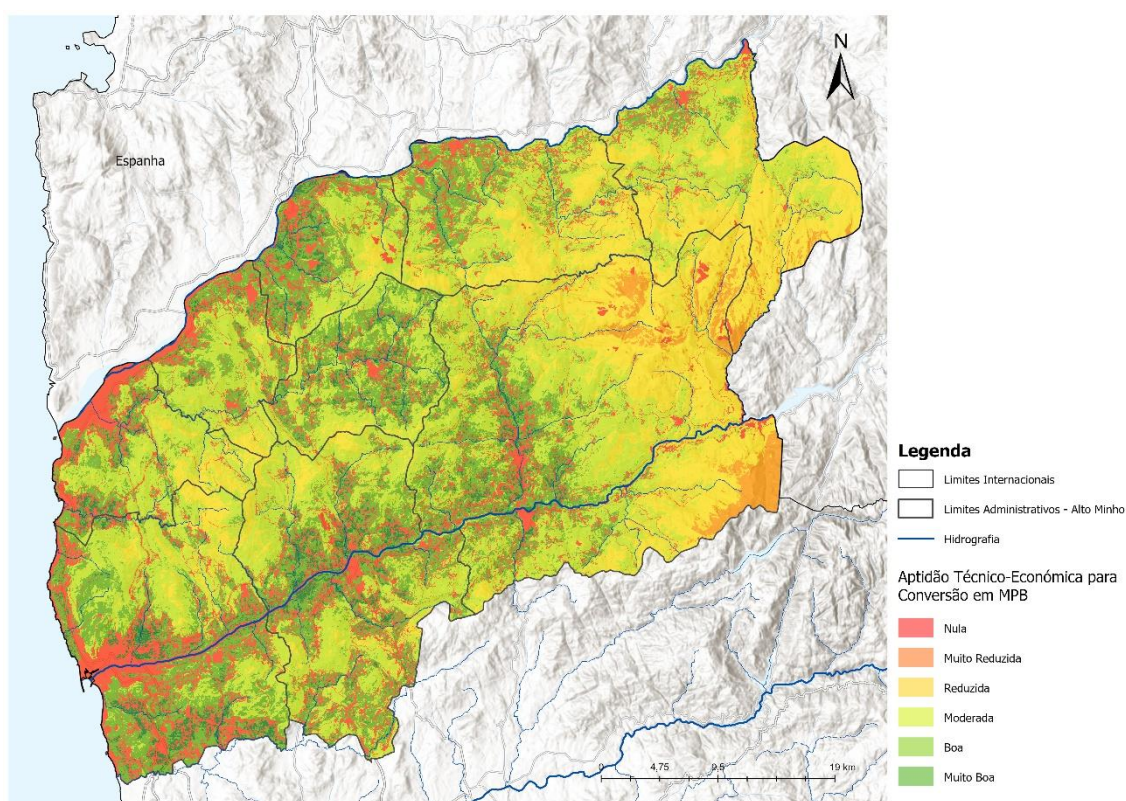 N
Espanha
Legenda
Limites Internacionais
Limites Administrativos - Alto Minho
Hidrografia
Aptidão Técnico-Económica para
Conversão em MPB
Nula
Muito Reduzida
Reduzida
Moderada
Boa
Muito Boa
0 4,75 9,5 19 km